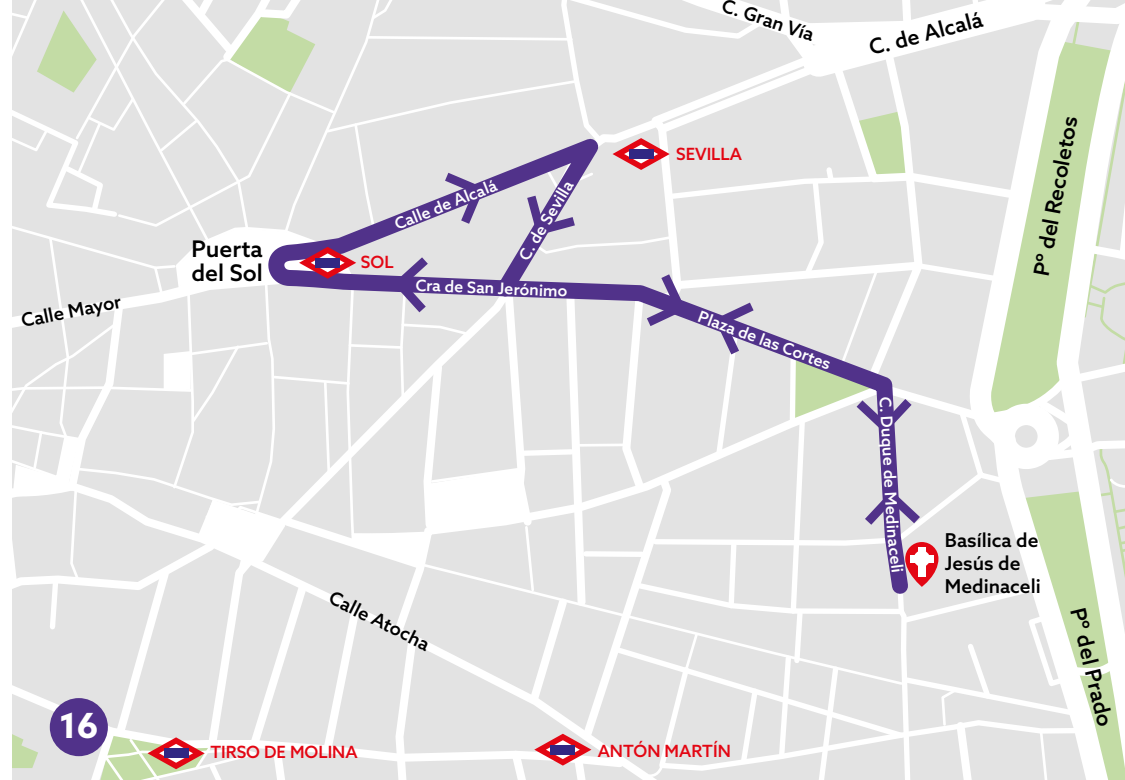 C. Gran Vía
C. de Alcalá
SEVILLA
Pº del Recoletos
Calle de Alcalá
C. de Sevilla
Puerta
del Sol
SOL
Cra de San Jerónimo
Calle Mayor
Plaza de las Cortes
C. Duque de Medinaceli
Basílica de
Jesús de
Medinaceli
Calle Atocha
Pº del Prado
16
TIRSO DE MOLINA
ANTÓN MARTÍN